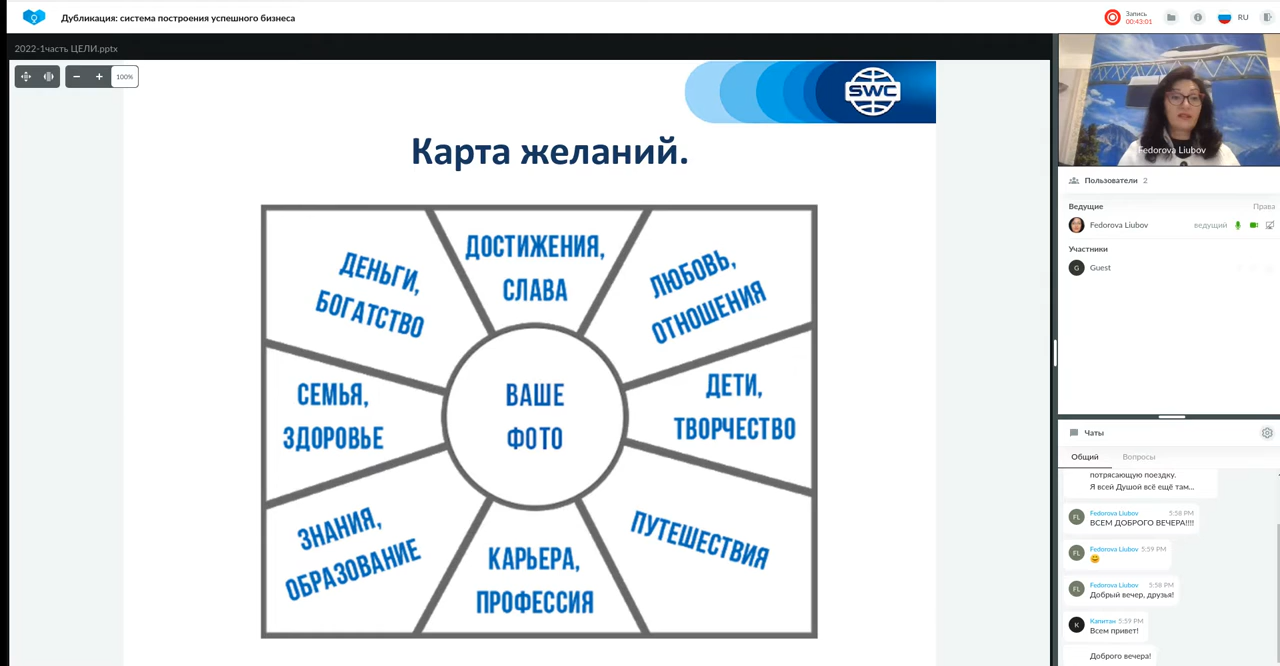 Дубликация: система построения успешного бизнеса
Запись
00:43:01
RU
2022-1часть ЦЕЛИ.pptx
100%
SWC
Карта желаний.
ДЕНЬГИ,
БОГАТСТВО
ДОСТИЖЕНИЯ,
СЛАВА
ЛЮБОВЬ,
ОТНОШЕНИЯ
СЕМЬЯ,
ЗДОРОВЬЕ
ВАШЕ
ФОТО
ДЕТИ,
ТВОРЧЕСТВО
ЗНАНИЯ,
ОБРАЗОВАНИЕ
КАРЬЕРА,
ПРОФЕССИЯ
ПУТЕШЕСТВИЯ
Fedorova Liubov
Пользователи 2
Ведущие Права
Fedorova Liubov ведущий
Участники
G Guest
Чаты
Общий Вопросы
потрясающую поездку.
Я всей Душой всё ещё там...
FL Fedorova Liubov 5:58 PM
ВСЕМ ДОБРОГО ВЕЧЕРА!!!!
FL Fedorova Liubov 5:59 PM
FL Fedorova Liubov 5:58 PM
Добрый вечер, друзья!
К Капитан 5:59 PM
Всем привет!
Доброго вечера!